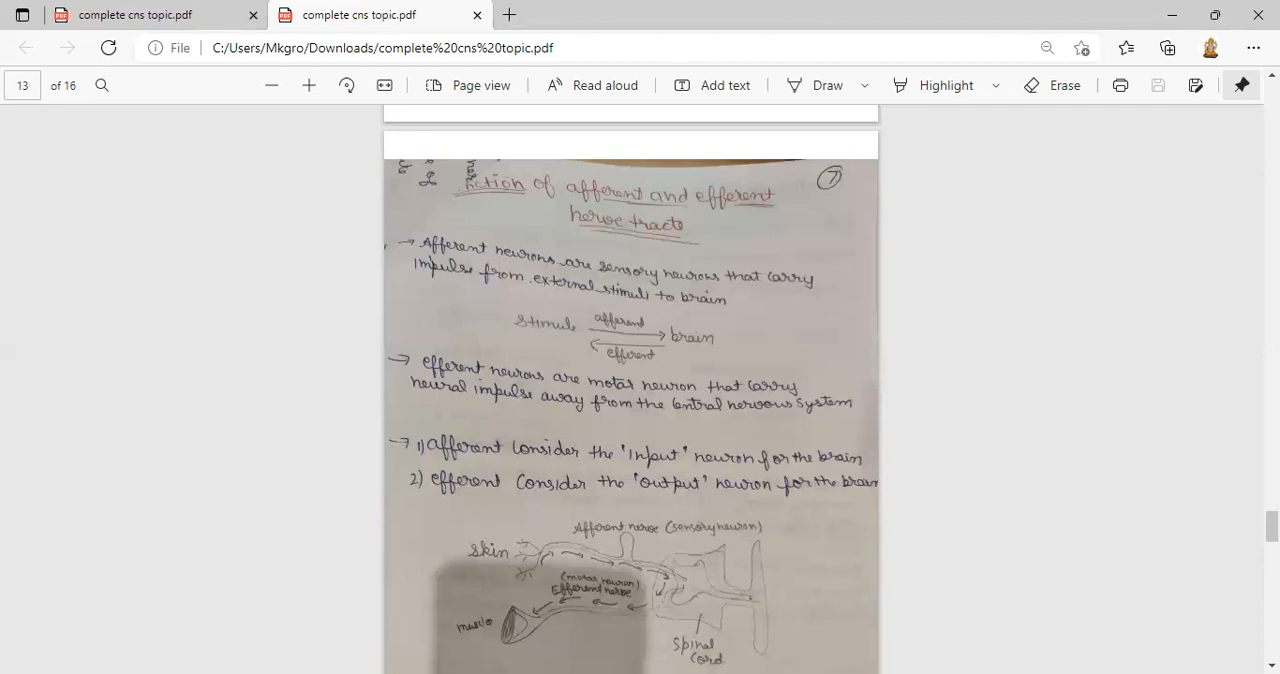 complete cns topic.pdf
complete cns topic.pdf
File
C:/Users/Mkgro/Downloads/complete%20cns%20topic.pdf
13 of 16
Page view
Read aloud
Add text
Draw
Highlight
Erase
nction of afferent and efferent
7
nerve tracts
→ Afferent neurons are sensory neurons that carry
impulse from external stimuli to brain
stimuli afferent brain
efferent
→ efferent neurons are motar neuron that carry
neural impulse away from the central nervous system
→ 1) afferent Consider the "input" neuron for the brain
2) efferent Consider the "output" neuron for the brain
Afferent nerve (sensory neuron)
skin
(motar neuron)
Efferent nerve
muscle
spinal
Cord